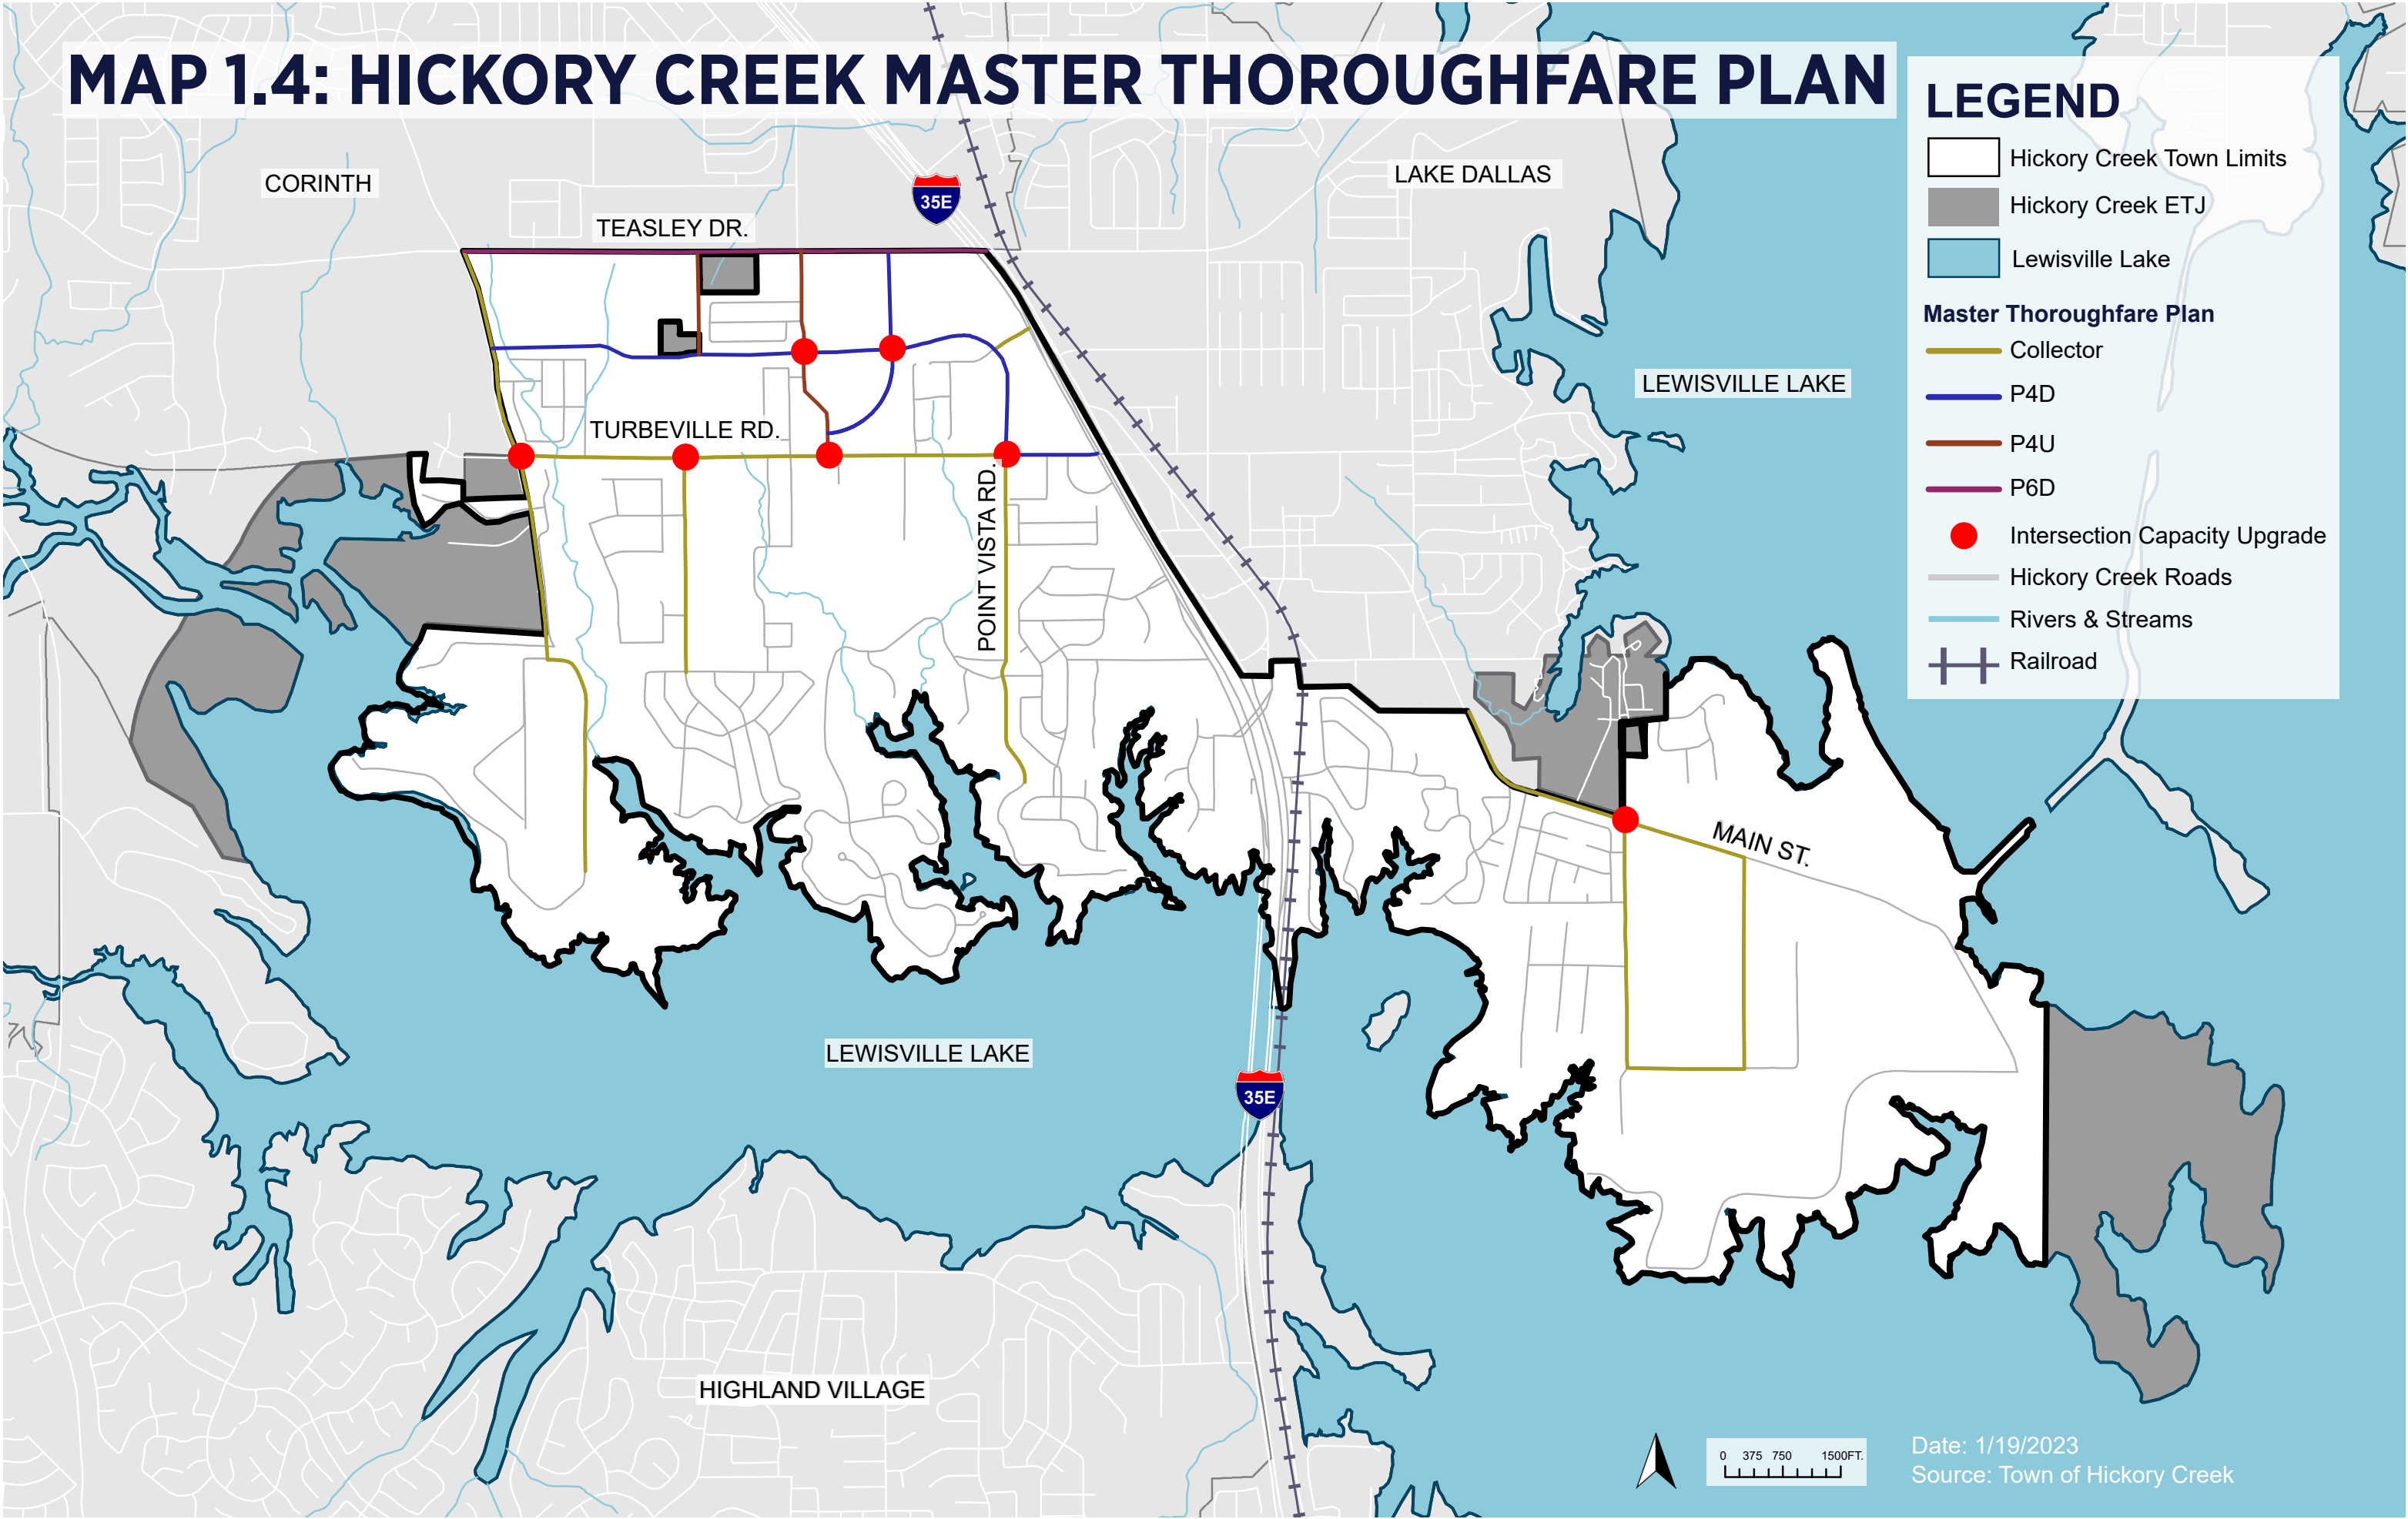 MAP 1.4: HICKORY CREEK MASTER THOROUGHFARE PLAN
LEGEND
Hickory Creek Town Limits
Hickory Creek ETJ
Lewisville Lake
Master Thoroughfare Plan
Collector
P4D
P4U
P6D
Intersection Capacity Upgrade
Hickory Creek Roads
Rivers & Streams
Railroad
CORINTH
LAKE DALLAS
35E
TEASLEY DR.
LEWISVILLE LAKE
TURBEVILLE RD.
POINT VISTA RD.
MAIN ST.
LEWISVILLE LAKE
35E
HIGHLAND VILLAGE
0 375 750 1500FT.
Date: 1/19/2023
Source: Town of Hickory Creek